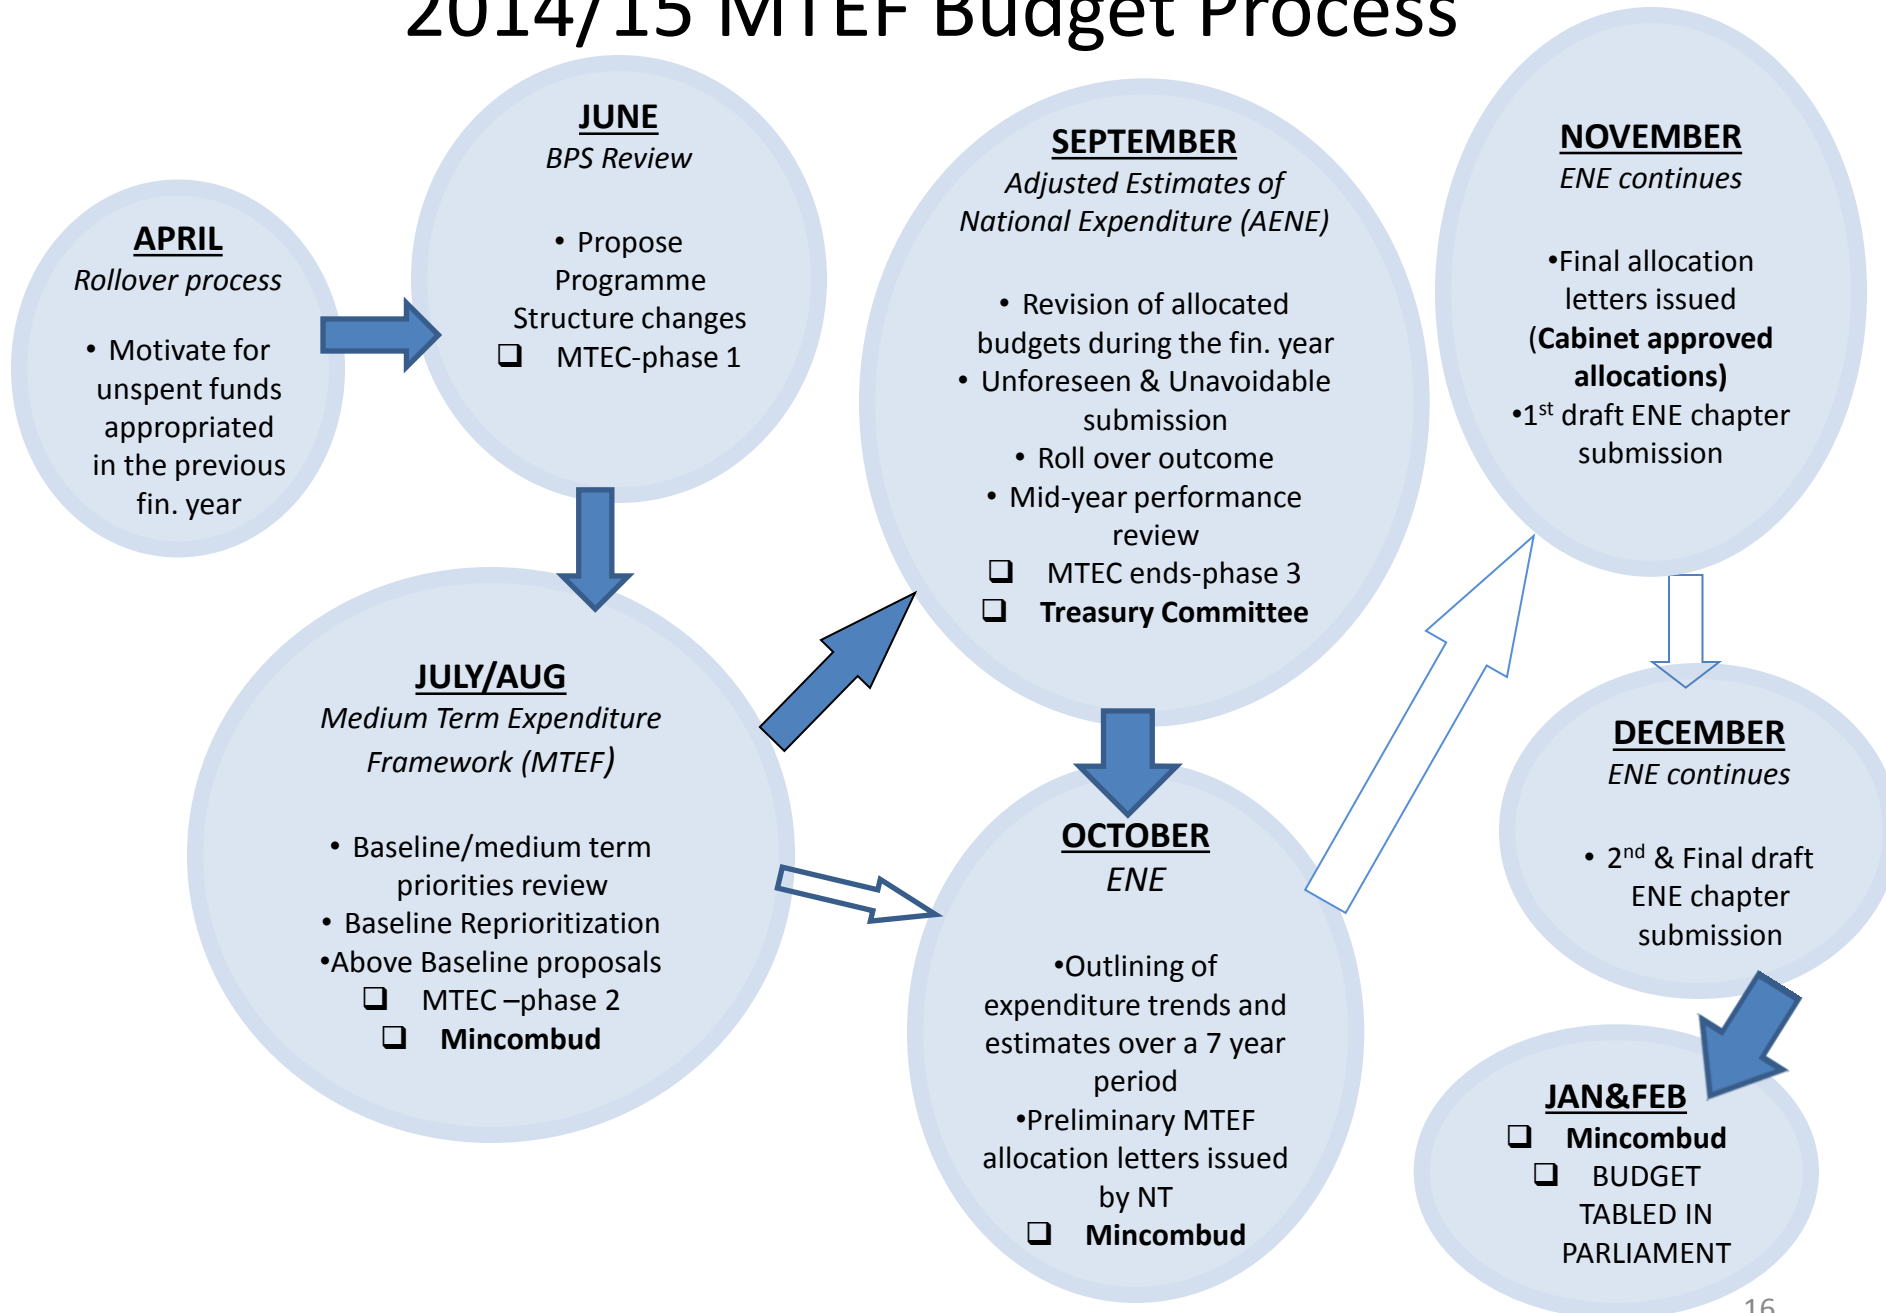 2014/15 MTEF Budget Process
APRIL
Rollover process
• Motivate for
unspent funds
appropriated
in the previous
fin. year
JUNE
BPS Review
• Propose
Programme
Structure changes
❑ MTEC-phase 1
JULY/AUG
Medium Term Expenditure
Framework (MTEF)
• Baseline/medium term
priorities review
• Baseline Reprioritization
•Above Baseline proposals
❑ MTEC –phase 2
❑ Mincombud
SEPTEMBER
Adjusted Estimates of
National Expenditure (AENE)
• Revision of allocated
budgets during the fin. year
• Unforeseen & Unavoidable
submission
• Roll over outcome
• Mid-year performance
review
❑ MTEC ends-phase 3
❑ Treasury Committee
OCTOBER
ENE
•Outlining of
expenditure trends and
estimates over a 7 year
period
•Preliminary MTEF
allocation letters issued
by NT
❑ Mincombud
NOVEMBER
ENE continues
•Final allocation
letters issued
(Cabinet approved
allocations)
•1st draft ENE chapter
submission
DECEMBER
ENE continues
• 2nd & Final draft
ENE chapter
submission
JAN&FEB
❑ Mincombud
❑ BUDGET
TABLED IN
PARLIAMENT
16